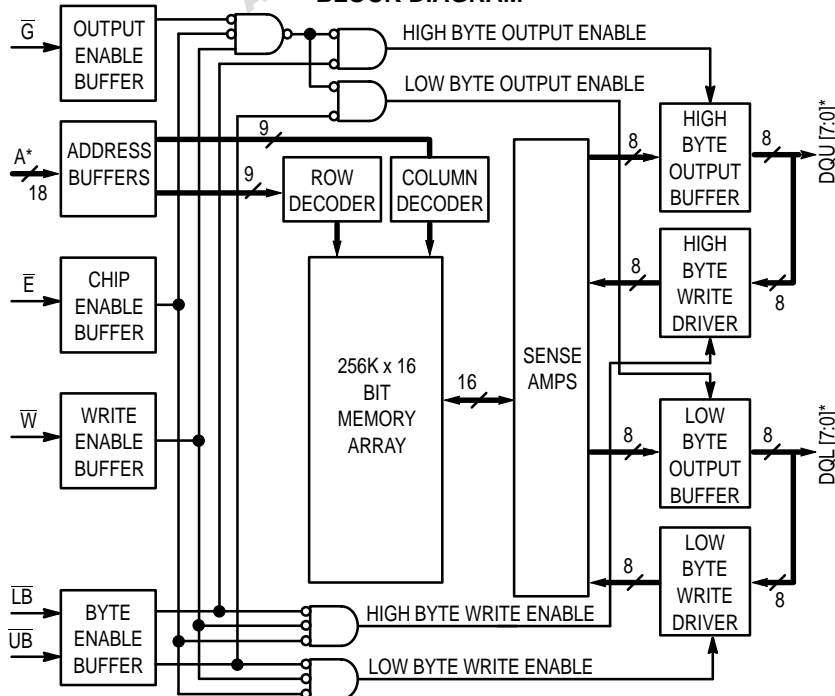 BLOCK DIAGRAM
G̅
OUTPUT
ENABLE
BUFFER
HIGH BYTE OUTPUT ENABLE
LOW BYTE OUTPUT ENABLE
A*
18
ADDRESS
BUFFERS
9
9
ROW
DECODER
COLUMN
DECODER
8
HIGH
BYTE
OUTPUT
BUFFER
8
DQU [7:0]*
E̅
CHIP
ENABLE
BUFFER
8
HIGH
BYTE
WRITE
DRIVER
8
256K x 16
BIT
MEMORY
ARRAY
16
SENSE
AMPS
W̅
WRITE
ENABLE
BUFFER
8
LOW
BYTE
OUTPUT
BUFFER
8
DQL [7:0]*
8
LOW
BYTE
WRITE
DRIVER
8
L̅B̅
U̅B̅
BYTE
ENABLE
BUFFER
HIGH BYTE WRITE ENABLE
LOW BYTE WRITE ENABLE